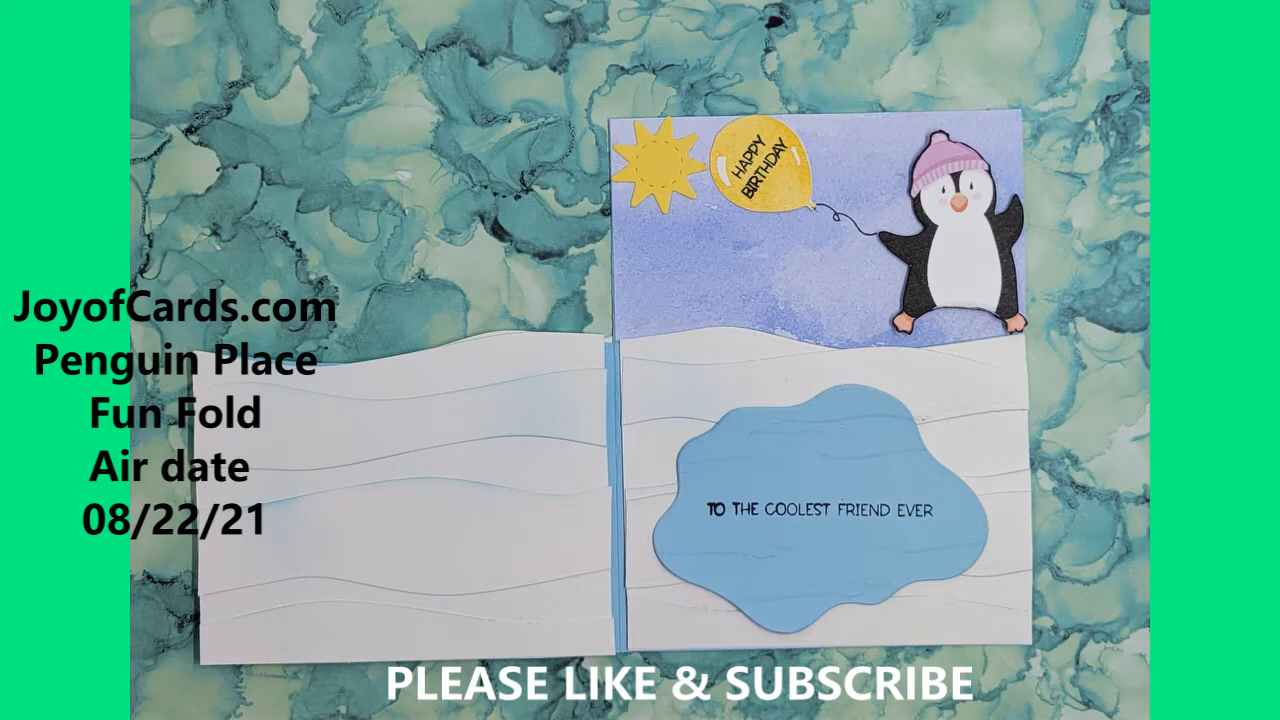 JoyofCards.com
Penguin Place
Fun Fold
Air date
08/22/21
HAPPY
BIRTHDAY
TO THE COOLEST FRIEND EVER
PLEASE LIKE & SUBSCRIBE